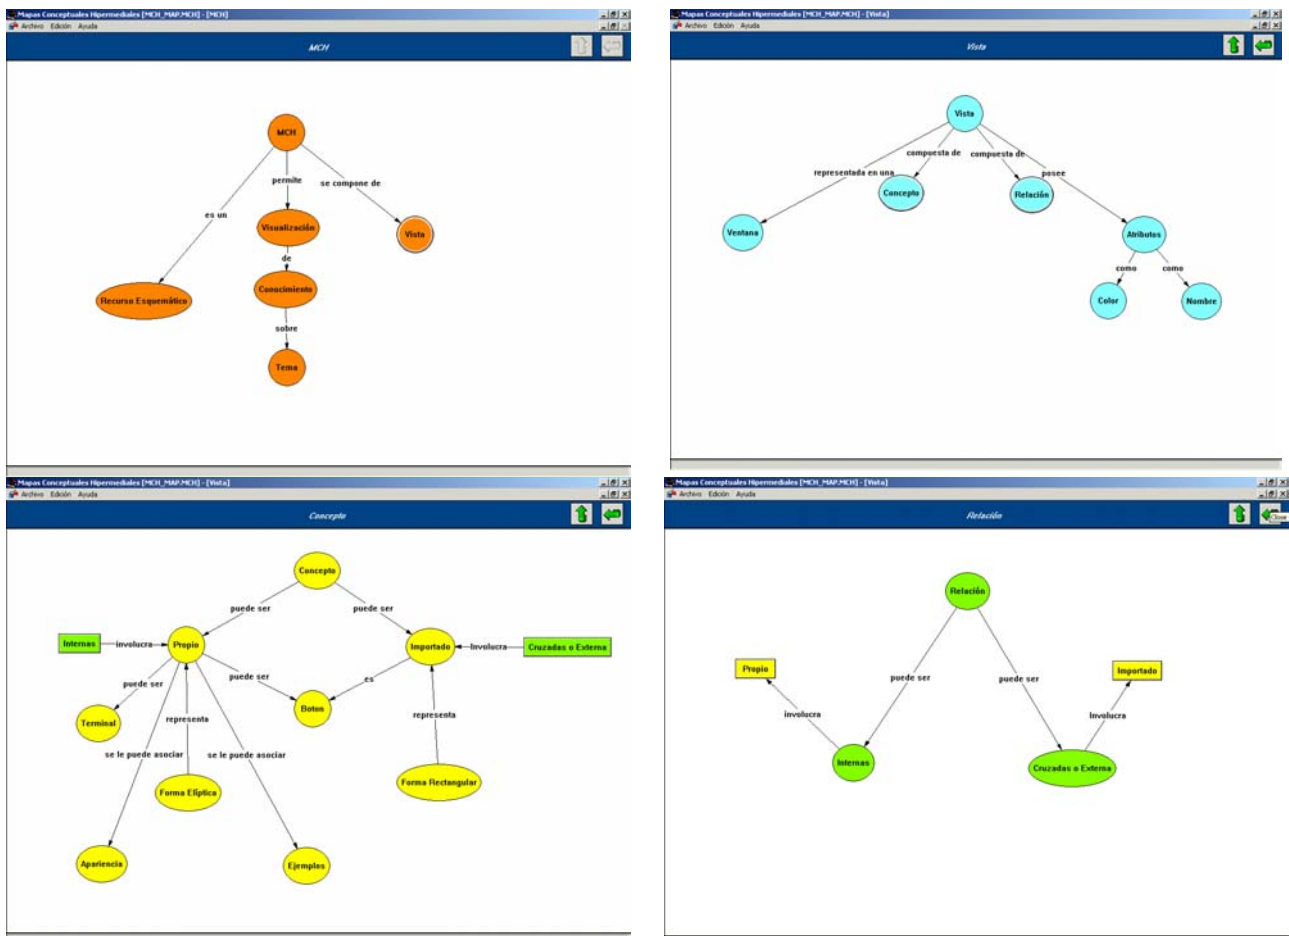 Mapas Conceptuales Hipermediales [MCH_MAP.MCH] - [MCH]
Archivo Edición Ayuda
MCH
MCH
permite
se compone de
es un
Visualización
Vista
de
Conocimiento
Recurso Esquemático
sobre
Tema
Mapas Conceptuales Hipermediales [MCH_MAP.MCH] - [Vista]
Archivo Edición Ayuda
Vista
Vista
compuesta de
compuesta de
representada en una
posee
Concepto
Relación
Ventana
Atributos
como
como
Color
Nombre
Mapas Conceptuales Hipermediales [MCH_MAP.MCH] - [Vista]
Archivo Edición Ayuda
Concepto
Concepto
puede ser
puede ser
Internas
involucra
Propio
Importado
Involucra
Cruzadas o Externa
puede ser
puede ser
es
Terminal
representa
Boton
representa
se le puede asociar
se le puede asociar
Forma Elíptica
Forma Rectangular
Apariencia
Ejemplos
Mapas Conceptuales Hipermediales [MCH_MAP.MCH] - [Vista]
Archivo Edición Ayuda
Relación
Close
Relación
Propio
Importado
puede ser
puede ser
involucra
Involucra
Internas
Cruzadas o Externa